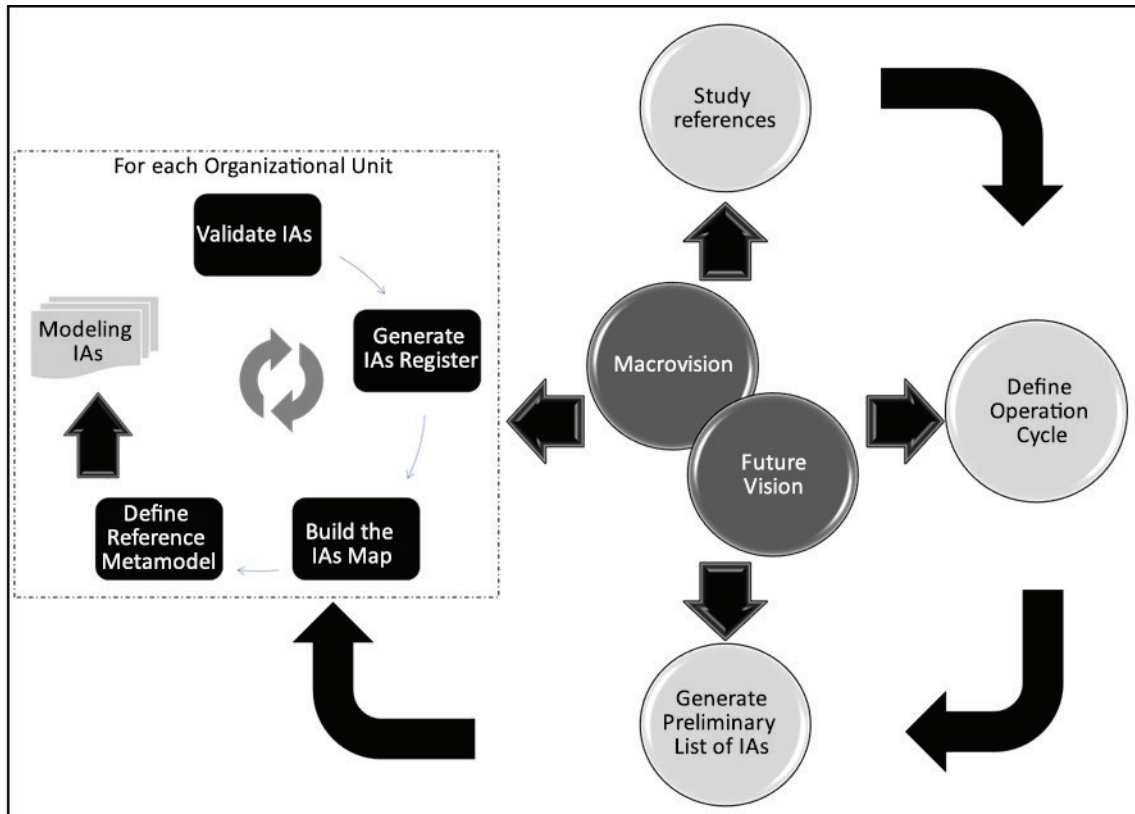 Study
references
For each Organizational Unit
Validate IAs
Modeling
IAs
Generate
IAs Register
Macrovision
Define
Operation
Cycle
Future
Vision
Define
Reference
Metamodel
Build the
IAs Map
Generate
Preliminary
List of IAs